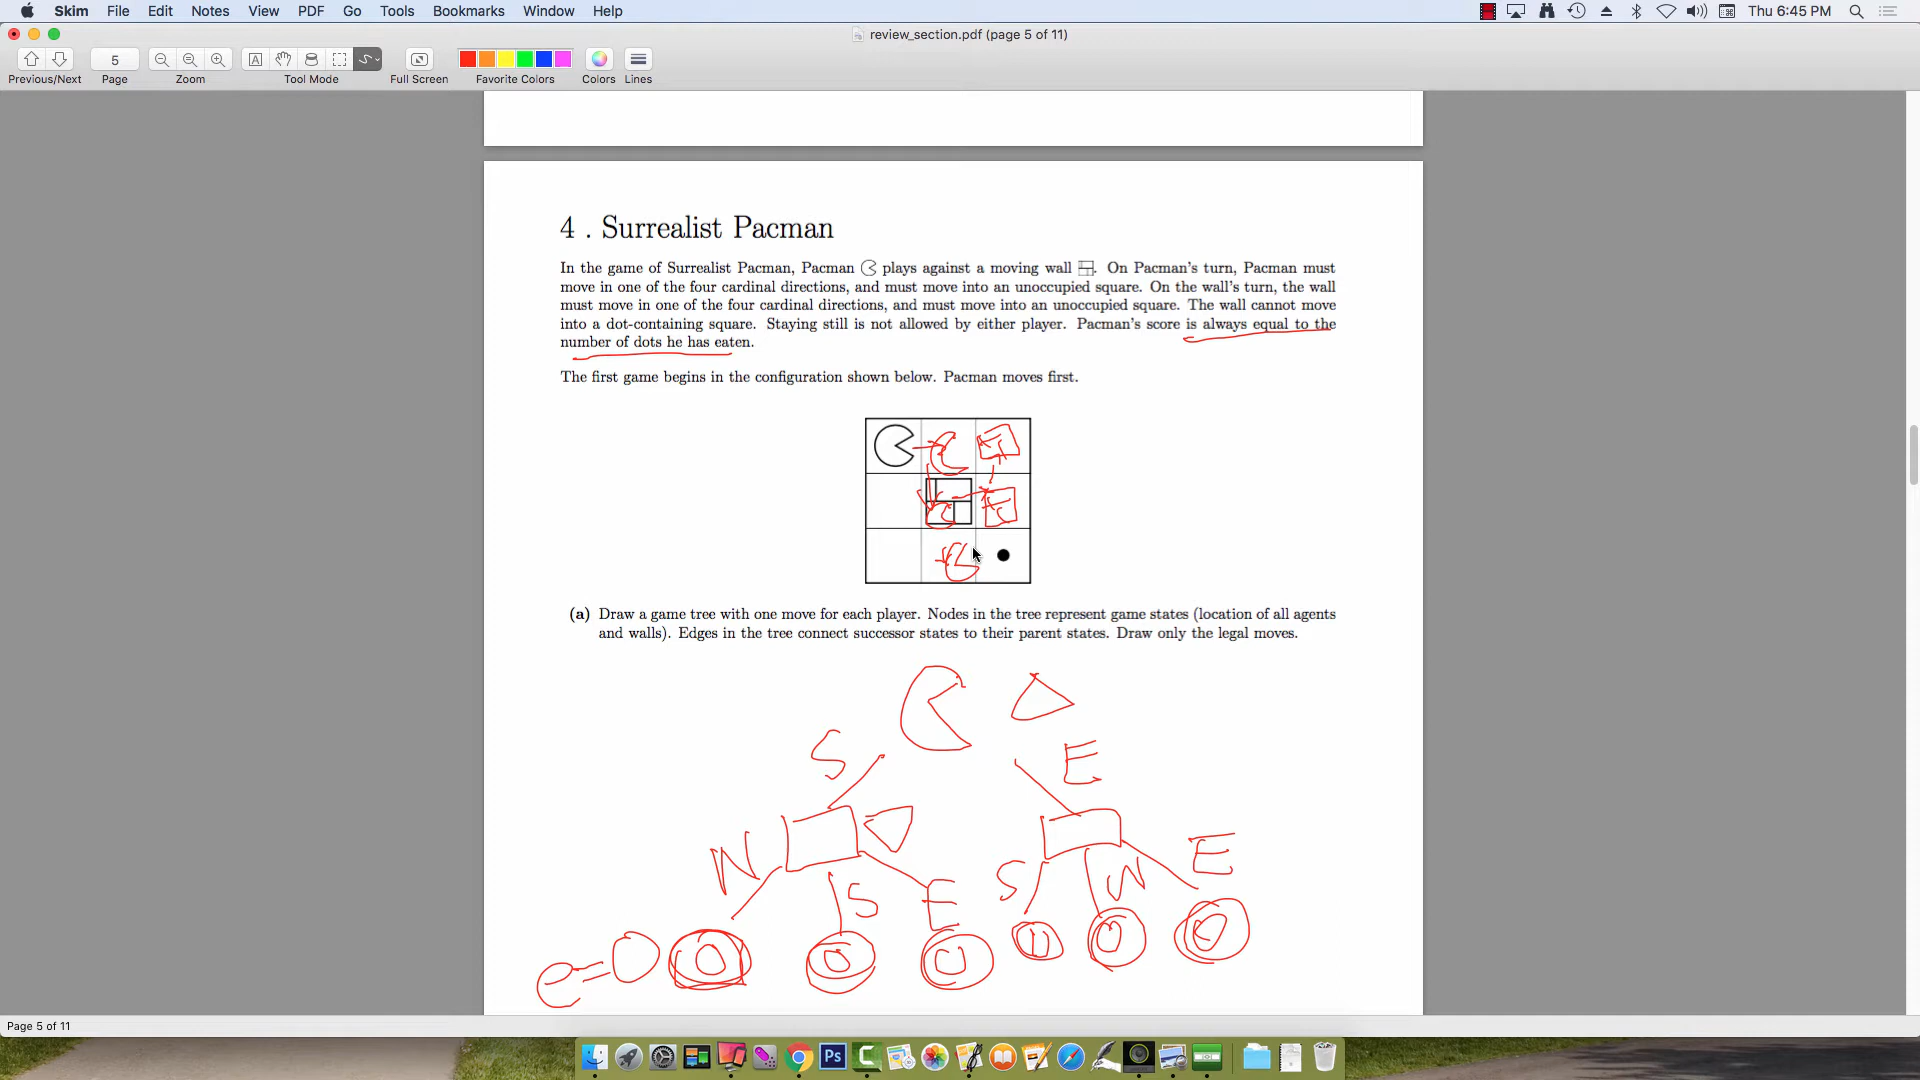 Skim File Edit Notes View PDF Go Tools Bookmarks Window Help Thu 6:45 PM
review_section.pdf (page 5 of 11)
5
Previous/Next Page Zoom Tool Mode Full Screen Favorite Colors Colors Lines
4 . Surrealist Pacman
In the game of Surrealist Pacman, Pacman plays against a moving wall . On Pacman's turn, Pacman must
move in one of the four cardinal directions, and must move into an unoccupied square. On the wall's turn, the wall
must move in one of the four cardinal directions, and must move into an unoccupied square. The wall cannot move
into a dot-containing square. Staying still is not allowed by either player. Pacman's score is always equal to the
number of dots he has eaten.
The first game begins in the configuration shown below. Pacman moves first.
(a) Draw a game tree with one move for each player. Nodes in the tree represent game states (location of all agents
and walls). Edges in the tree connect successor states to their parent states. Draw only the legal moves.
S E
N S E S W E
e=0 0 0 0 0 0 0
Page 5 of 11
Ps